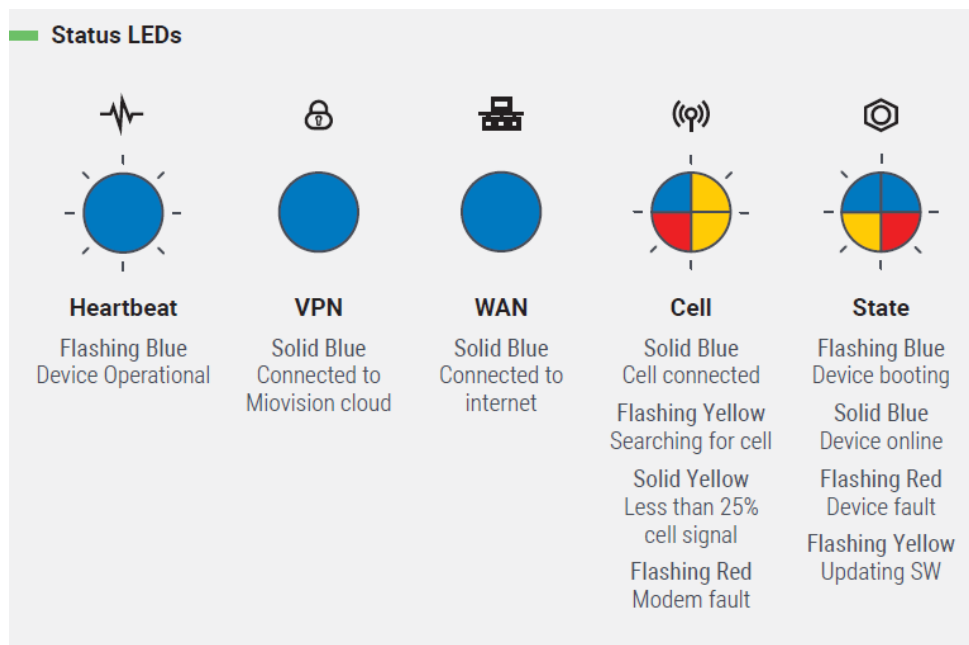 Status LEDs
Heartbeat
Flashing Blue
Device Operational
VPN
Solid Blue
Connected to
Miovision cloud
WAN
Solid Blue
Connected to
internet
Cell
Solid Blue
Cell connected
Flashing Yellow
Searching for cell
Solid Yellow
Less than 25%
cell signal
Flashing Red
Modem fault
State
Flashing Blue
Device booting
Solid Blue
Device online
Flashing Red
Device fault
Flashing Yellow
Updating SW